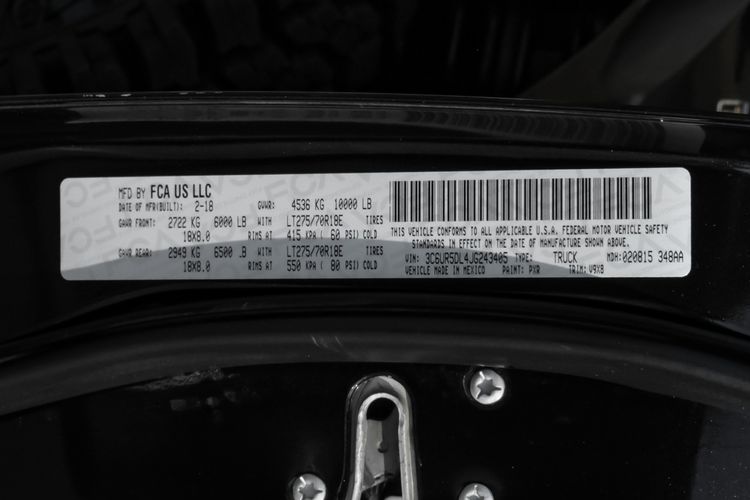 MFD BY FCA US LLC
DATE OF MFR(BUILT): 2-18 GVWR: 4536 KG 10000 LB
GAWR FRONT: 2722 KG 6000 LB WITH LT275/70R18E TIRES
18X8.0 RIMS AT 415 KPA ( 60 PSI) COLD
GAWR REAR: 2949 KG 6500 LB WITH LT275/70R18E TIRES
18X8.0 RIMS AT 550 KPA ( 80 PSI) COLD
THIS VEHICLE CONFORMS TO ALL APPLICABLE U.S.A. FEDERAL MOTOR VEHICLE SAFETY
STANDARDS IN EFFECT ON THE DATE OF MANUFACTURE SHOWN ABOVE.
VIN: 3C6UR5DL4JG243405 TYPE: TRUCK MDH:020815 348AA
VEHICLE MADE IN MEXICO PAINT: PXR TRIM: V9X8